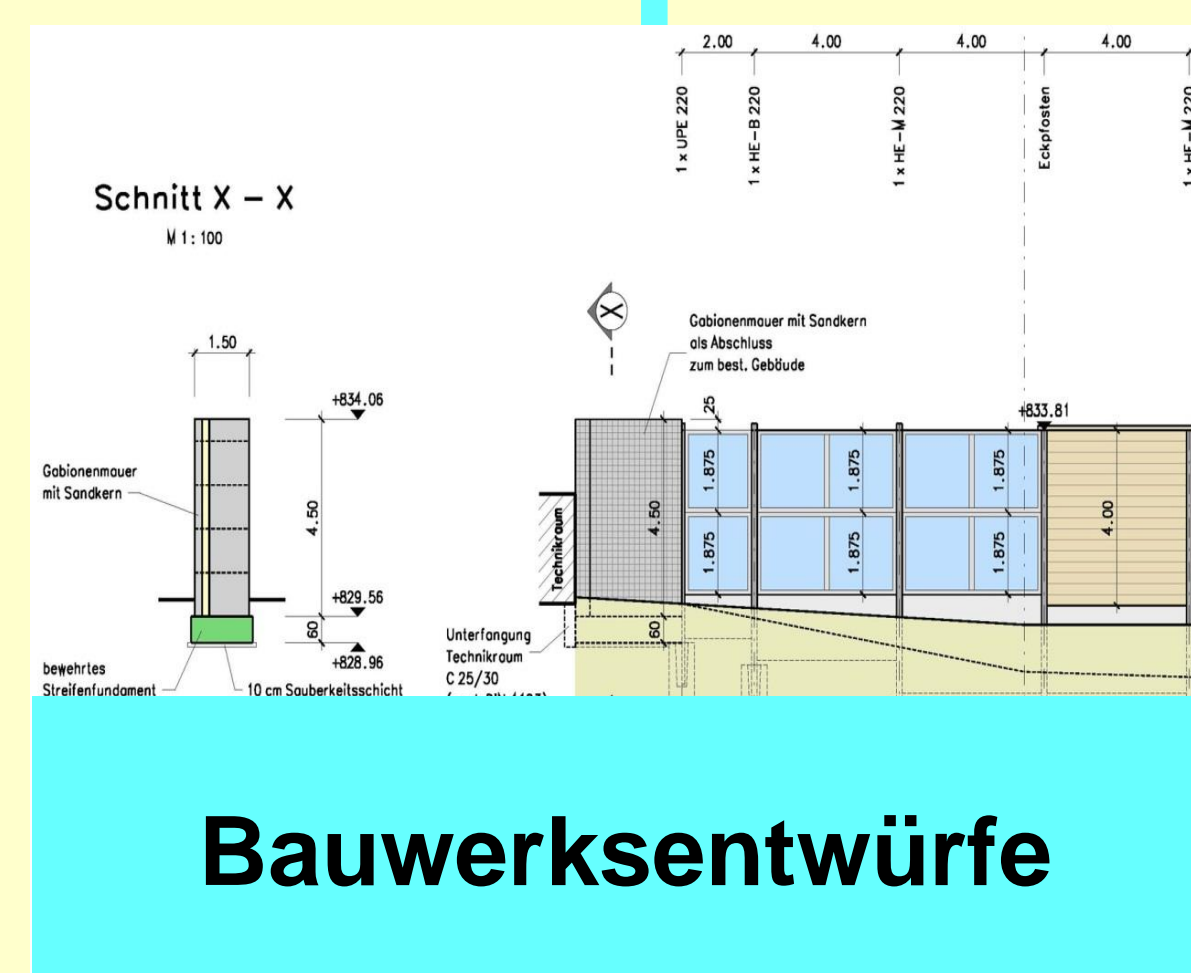 2.00
4.00
4.00
4.00
1 x UPE 220
1 x HE-B 220
1 x HE-M 220
Eckpfosten
1 x HE-M 220
Schnitt X – X
M 1 : 100
X
Gabionenmauer mit Sandkern
als Abschluss
zum best. Gebäude
1.50
+834.06
25
+833.81
Gabionenmauer
mit Sandkern
4.50
4.50
1.875
1.875
1.875
4.00
Technikraum
1.875
1.875
1.875
+829.56
60
+828.96
60
Unterfangung
Technikraum
C 25/30
bewehrtes
Streifenfundament
10 cm Sauberkeitsschicht
Bauwerksentwürfe